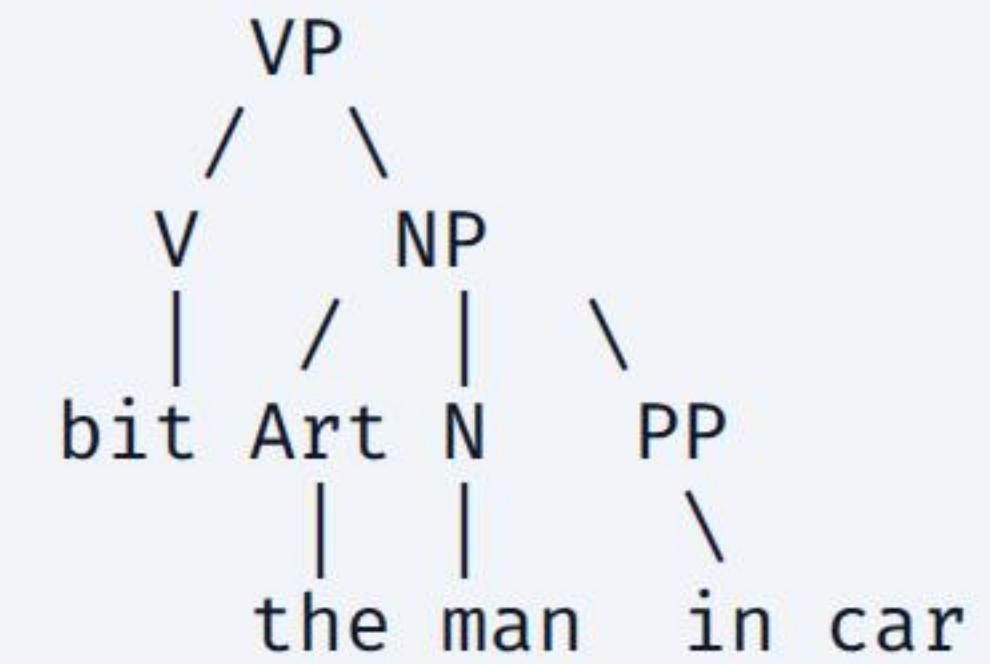 VP
/ \
V NP
| / | \
bit Art N PP
| | \
the man in car